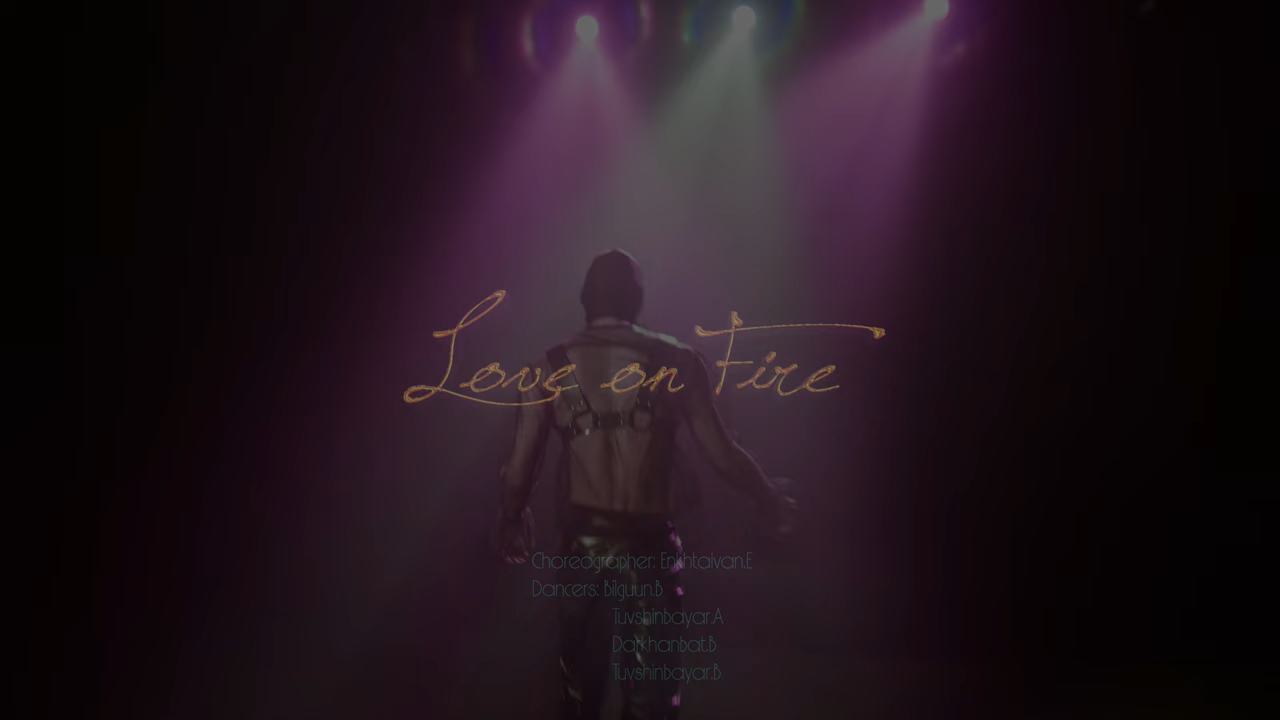 Love on Fire
Choreographer: Enkhtaivan.E
Dancers: Bilguun.B
Tuvshinbayar.A
Darkhanbat.B
Tuvshinbayar.B